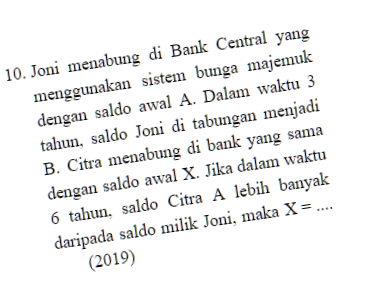 10. Joni menabung di Bank Central yang
menggunakan sistem bunga majemuk
dengan saldo awal A. Dalam waktu 3
tahun, saldo Joni di tabungan menjadi
B. Citra menabung di bank yang sama
dengan saldo awal X. Jika dalam waktu
6 tahun, saldo Citra A lebih banyak
daripada saldo milik Joni, maka X = ....
(2019)